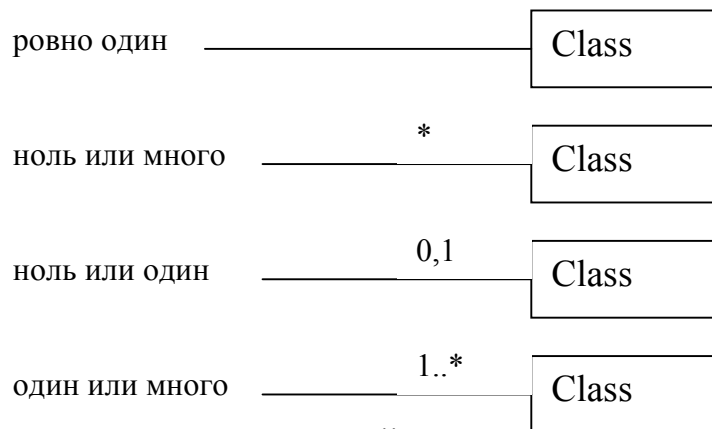 ровно один Class
*
ноль или много Class
0,1
ноль или один Class
1..*
один или много Class